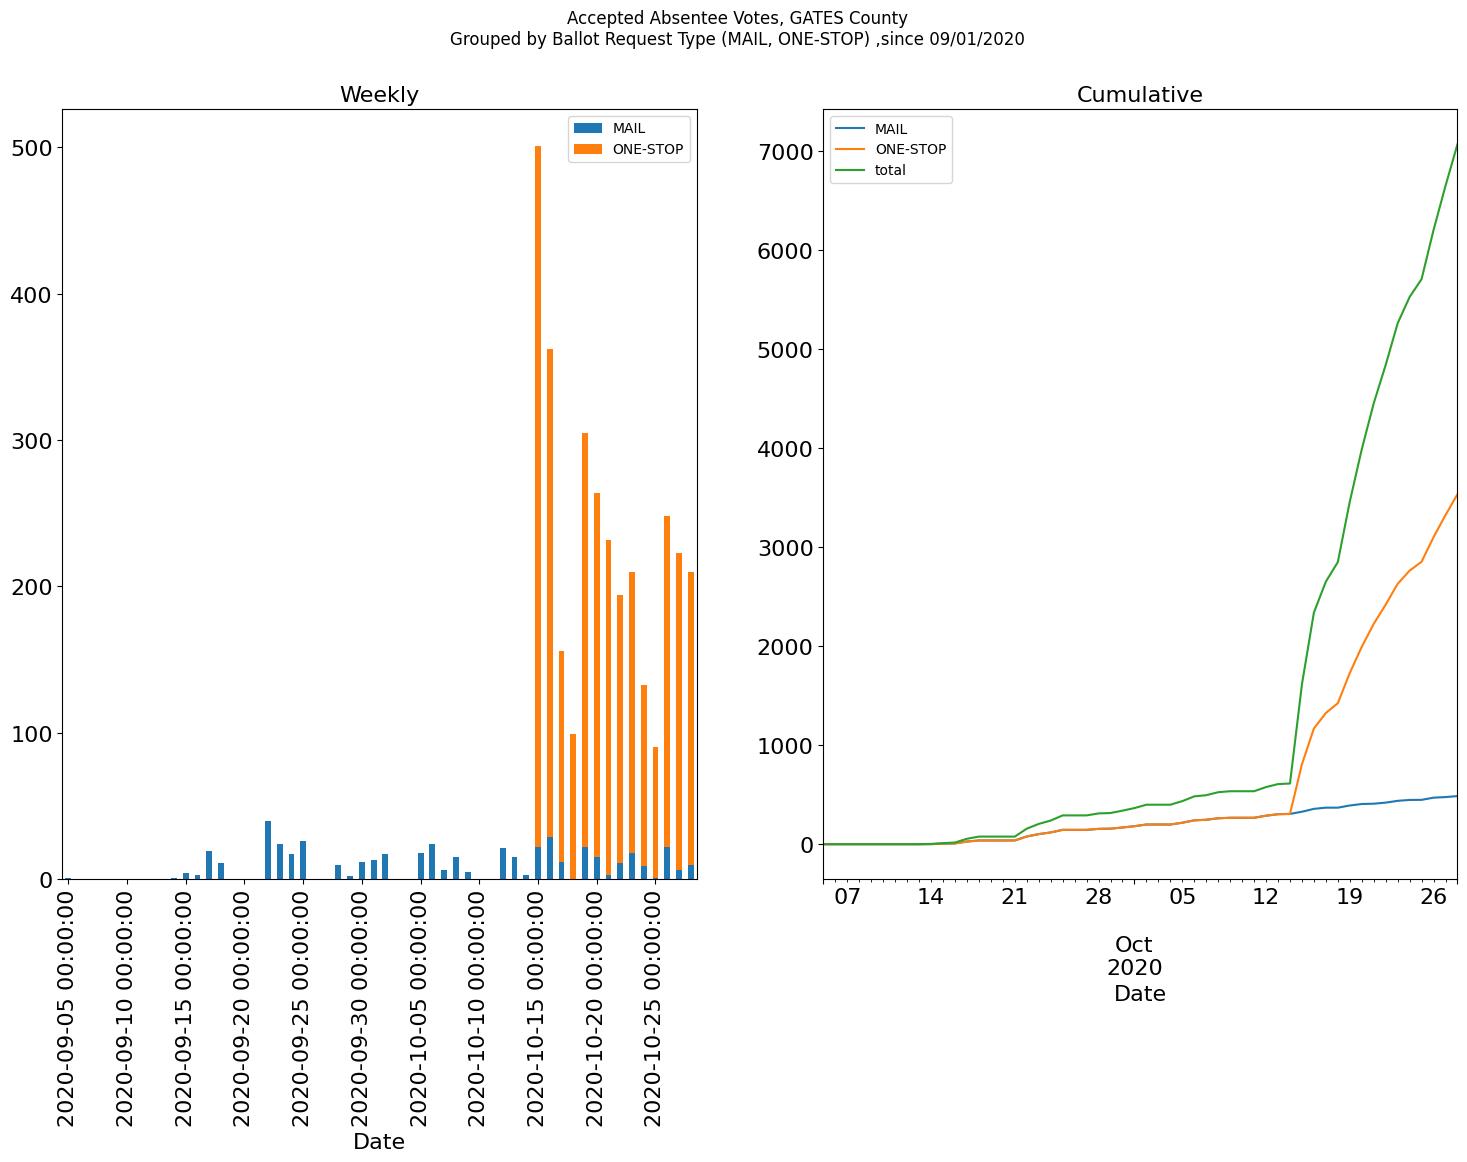 Accepted Absentee Votes, GATES County
Grouped by Ballot Request Type (MAIL, ONE-STOP) ,since 09/01/2020
Weekly
MAIL
ONE-STOP
500
400
300
200
100
0
2020-09-05 00:00:00
2020-09-10 00:00:00
2020-09-15 00:00:00
2020-09-20 00:00:00
2020-09-25 00:00:00
2020-09-30 00:00:00
2020-10-05 00:00:00
2020-10-10 00:00:00
2020-10-15 00:00:00
2020-10-20 00:00:00
2020-10-25 00:00:00
Date
Cumulative
MAIL
ONE-STOP
total
7000
6000
5000
4000
3000
2000
1000
0
07 14 21 28 05 12 19 26
Oct
2020
Date